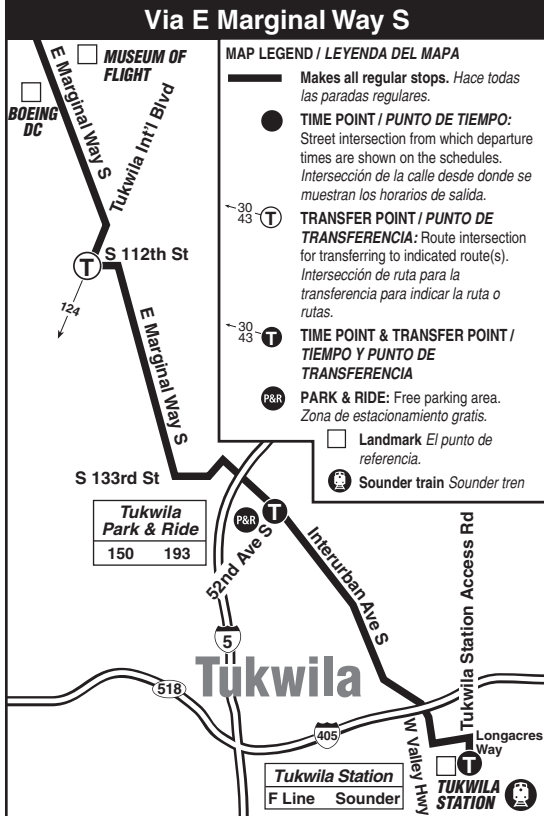 Via E Marginal Way S
MUSEUM OF
FLIGHT
BOEING
DC
E Marginal Way S
Tukwila Int'l Blvd
T
S 112th St
124
E Marginal Way S
S 133rd St
Tukwila
Park & Ride
150 193
P&R
T
52nd Ave S
Interurban Ave S
5
Tukwila
518
405
W Valley Hwy
Tukwila Station Access Rd
Longacres
Way
T
TUKWILA
STATION
Tukwila Station
F Line Sounder
MAP LEGEND / LEYENDA DEL MAPA
Makes all regular stops. Hace todas
las paradas regulares.
TIME POINT / PUNTO DE TIEMPO:
Street intersection from which departure
times are shown on the schedules.
Intersección de la calle desde donde se
muestran los horarios de salida.
30
43
T
TRANSFER POINT / PUNTO DE
TRANSFERENCIA: Route intersection
for transferring to indicated route(s).
Intersección de ruta para la
transferencia para indicar la ruta o
rutas.
30
43
T
TIME POINT & TRANSFER POINT /
TIEMPO Y PUNTO DE
TRANSFERENCIA
P&R
PARK & RIDE: Free parking area.
Zona de estacionamiento gratis.
Landmark El punto de
referencia.
Sounder train Sounder tren